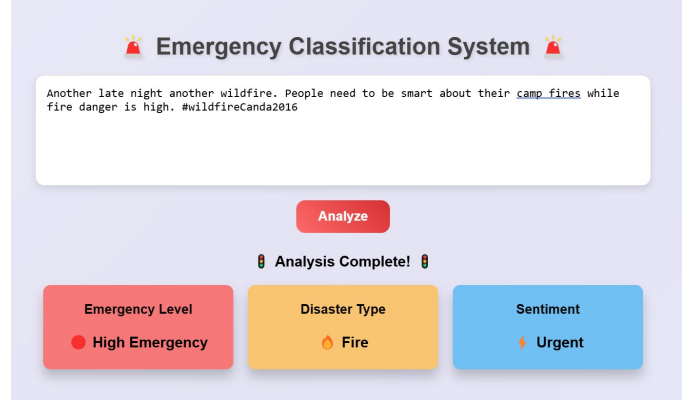 🚨 Emergency Classification System 🚨
Another late night another wildfire. People need to be smart about their camp fires while
fire danger is high. #wildfireCanda2016
Analyze
🚦 Analysis Complete! 🚦
Emergency Level
🔴 High Emergency
Disaster Type
🔥 Fire
Sentiment
⚡ Urgent